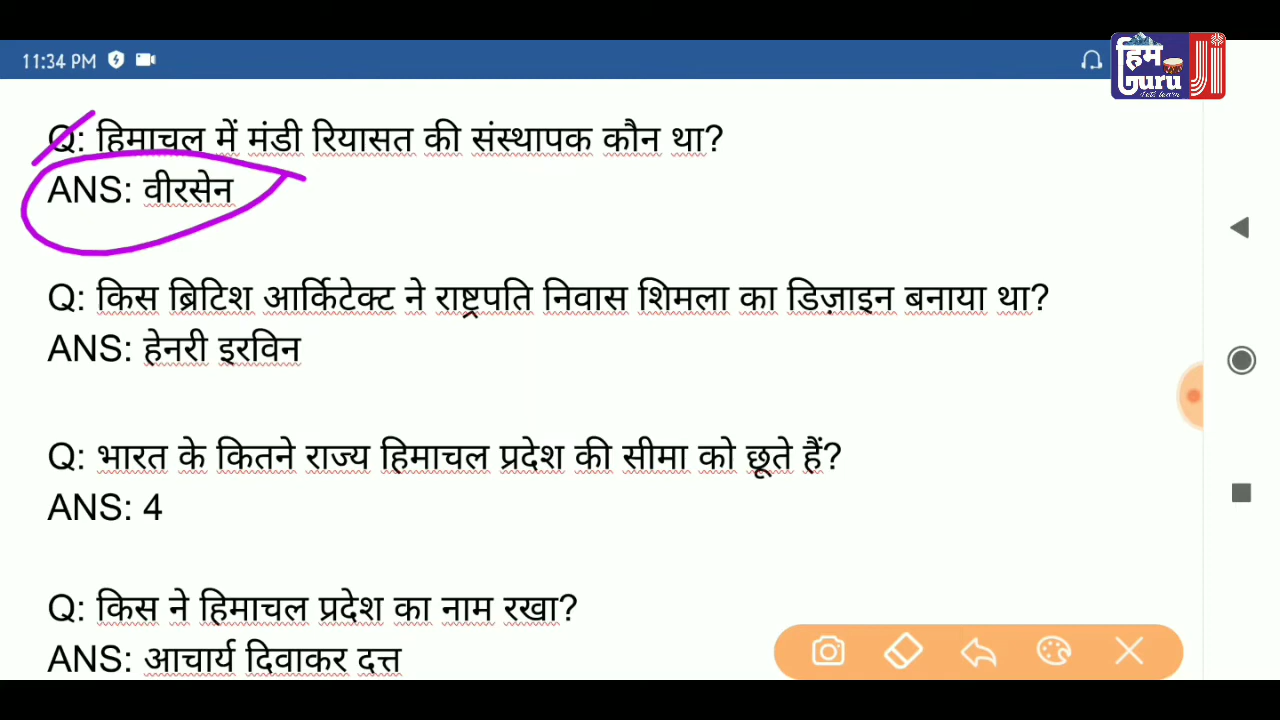 11:34 PM
हिम
Guru
Ji
Q: हिमाचल में मंडी रियासत की संस्थापक कौन था?
ANS: वीरसेन
Q: किस ब्रिटिश आर्किटेक्ट ने राष्ट्रपति निवास शिमला का डिज़ाइन बनाया था?
ANS: हेनरी इरविन
Q: भारत के कितने राज्य हिमाचल प्रदेश की सीमा को छूते हैं?
ANS: 4
Q: किस ने हिमाचल प्रदेश का नाम रखा?
ANS: आचार्य दिवाकर दत्त